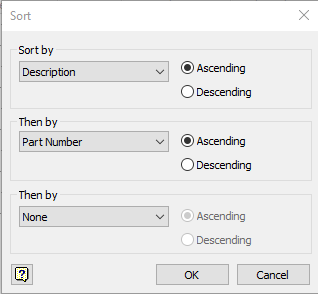 Sort
Sort by
Description
Ascending
Descending
Then by
Part Number
Ascending
Descending
Then by
None
Ascending
Descending
?
OK
Cancel